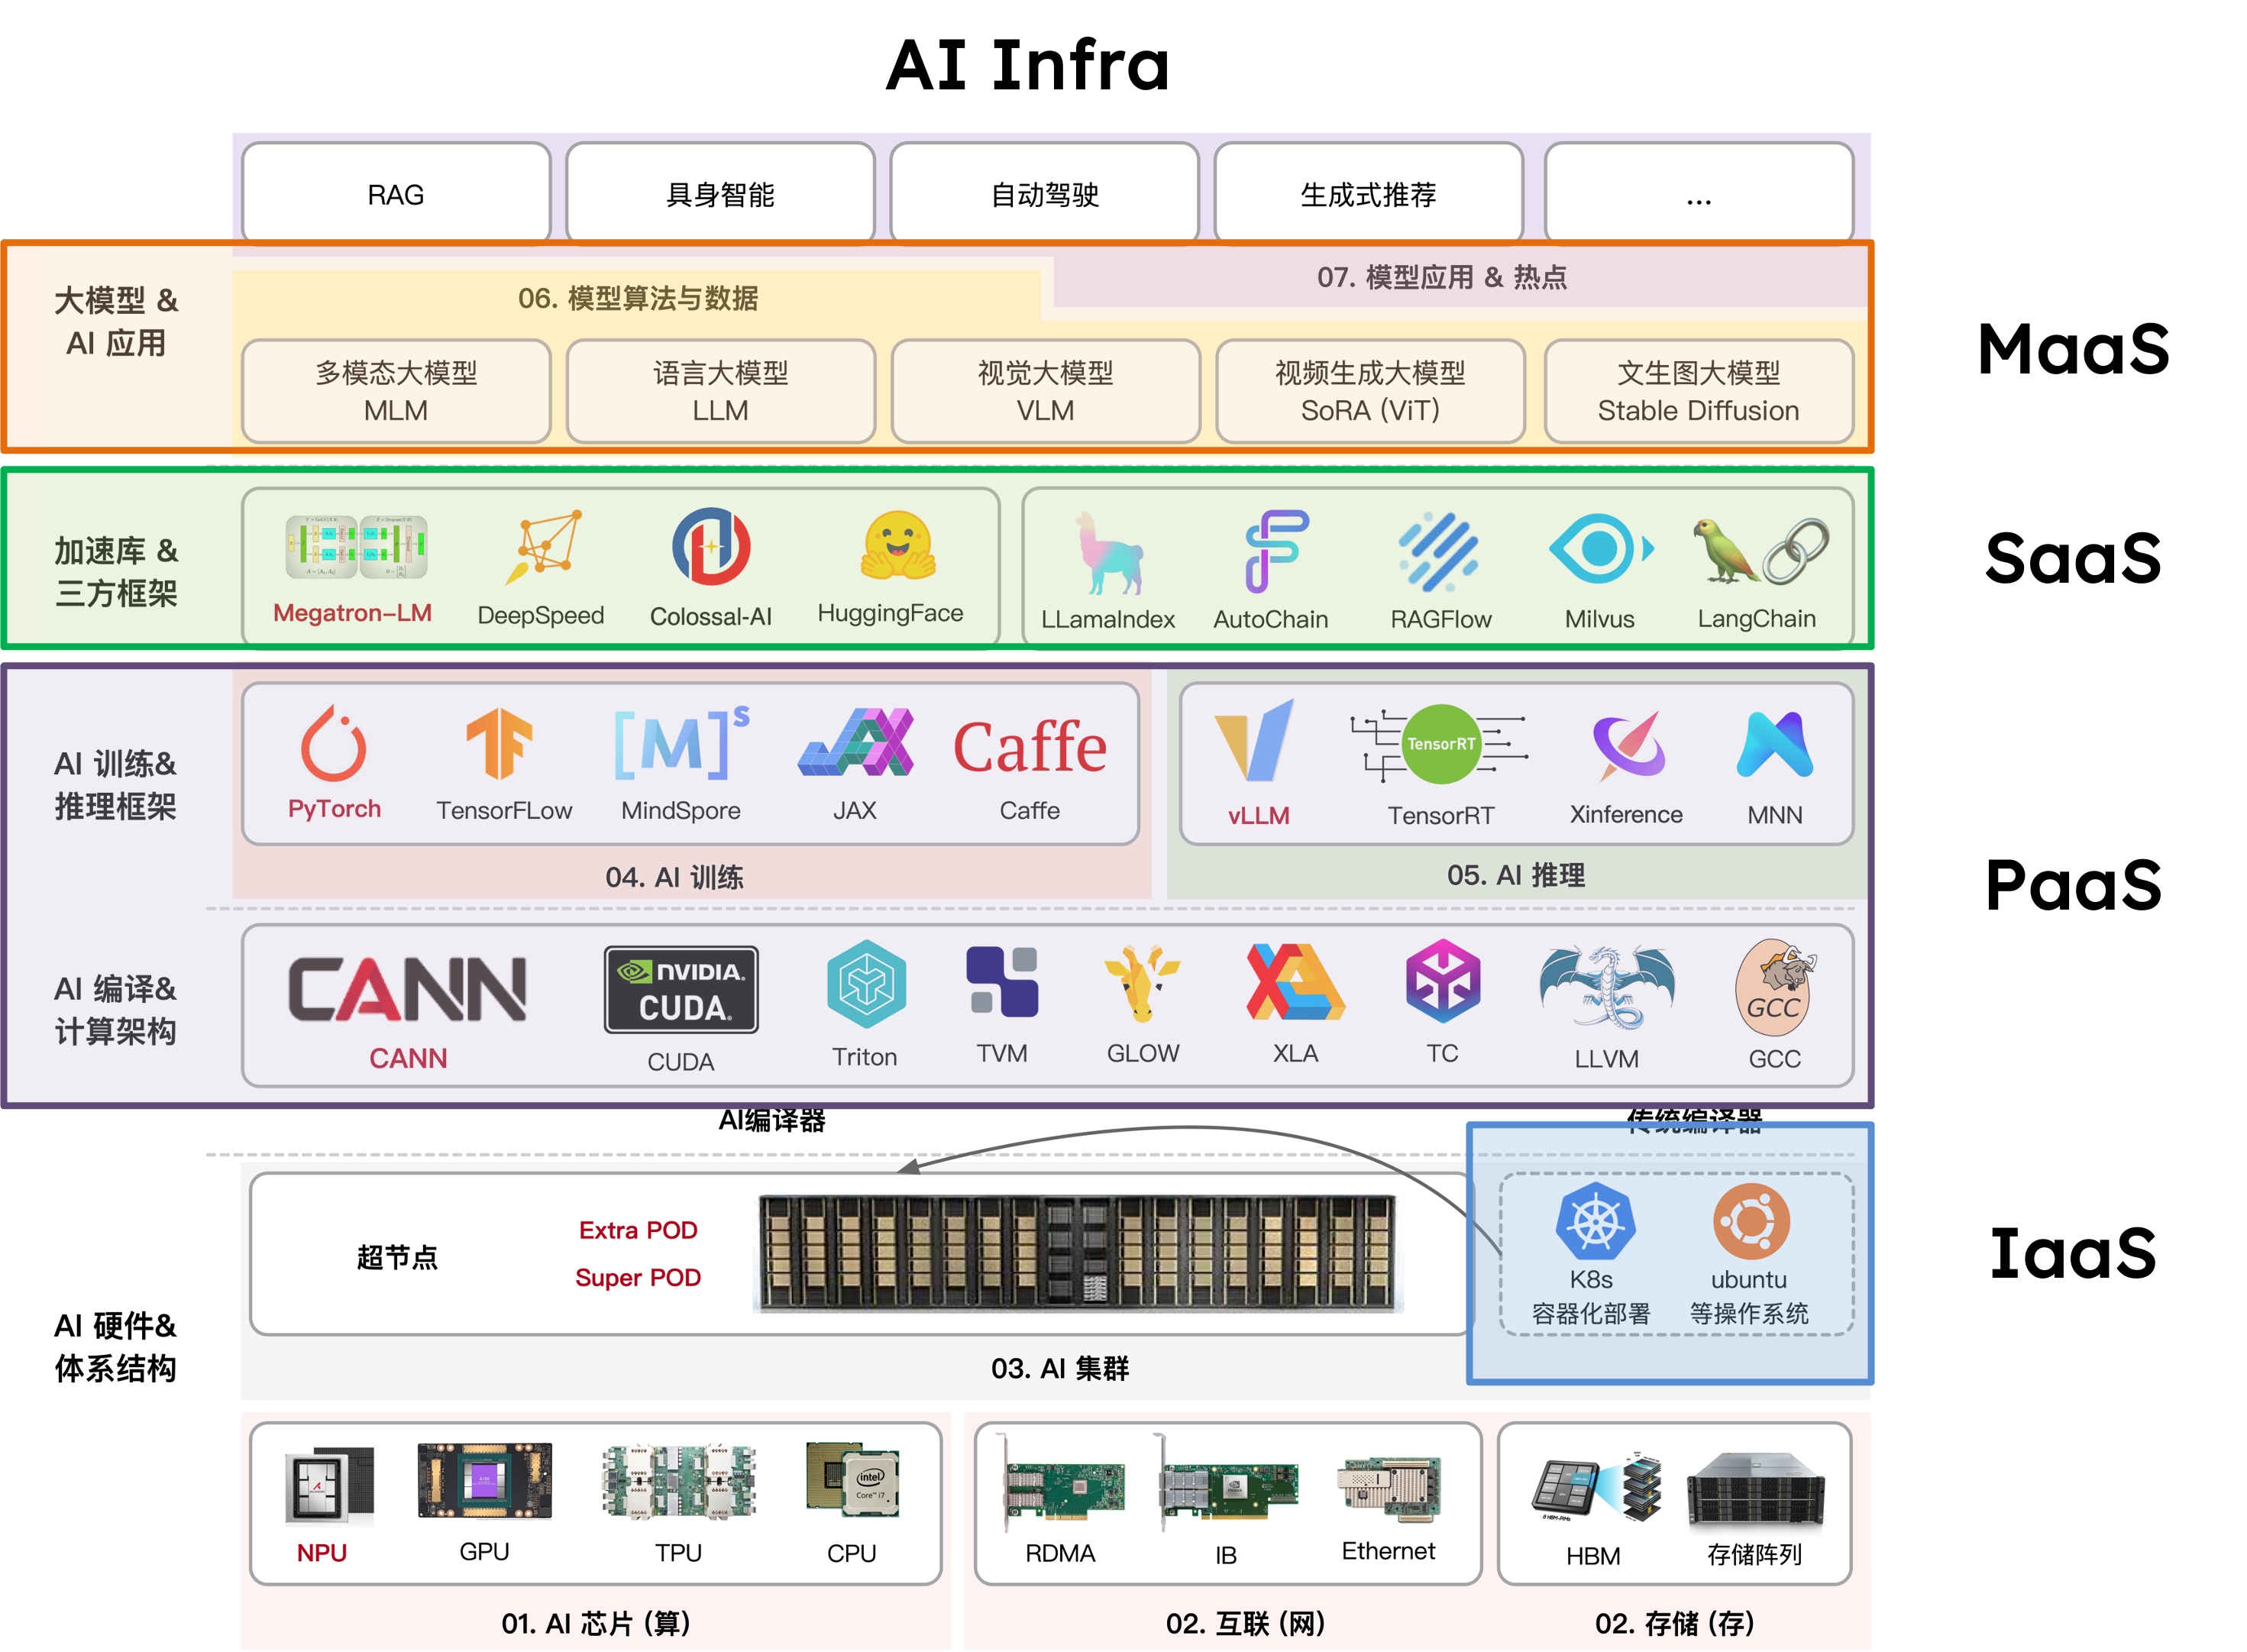 AI Infra
RAG
具身智能
自动驾驶
生成式推荐
...
大模型 &
AI 应用
06. 模型算法与数据
07. 模型应用 & 热点
多模态大模型
MLM
语言大模型
LLM
视觉大模型
VLM
视频生成大模型
SoRA (ViT)
文生图大模型
Stable Diffusion
MaaS
加速库 &
三方框架
Megatron-LM
DeepSpeed
Colossal-AI
HuggingFace
LLamaIndex
AutoChain
RAGFlow
Milvus
LangChain
SaaS
AI 训练&
推理框架
[M]s
Caffe
TensorRT
PyTorch
TensorFLow
MindSpore
JAX
Caffe
vLLM
TensorRT
Xinference
MNN
04. AI 训练
05. AI 推理
PaaS
AI 编译&
计算架构
CANN
NVIDIA.
CUDA.
GCC
CANN
CUDA
Triton
TVM
GLOW
XLA
TC
LLVM
GCC
AI编译器
传统编译器
AI 硬件&
体系结构
超节点
Extra POD
Super POD
K8s
容器化部署
ubuntu
等操作系统
IaaS
03. AI 集群
intel
Core i7
NPU
GPU
TPU
CPU
RDMA
IB
Ethernet
HBM
存储阵列
01. AI 芯片 (算)
02. 互联 (网)
02. 存储 (存)